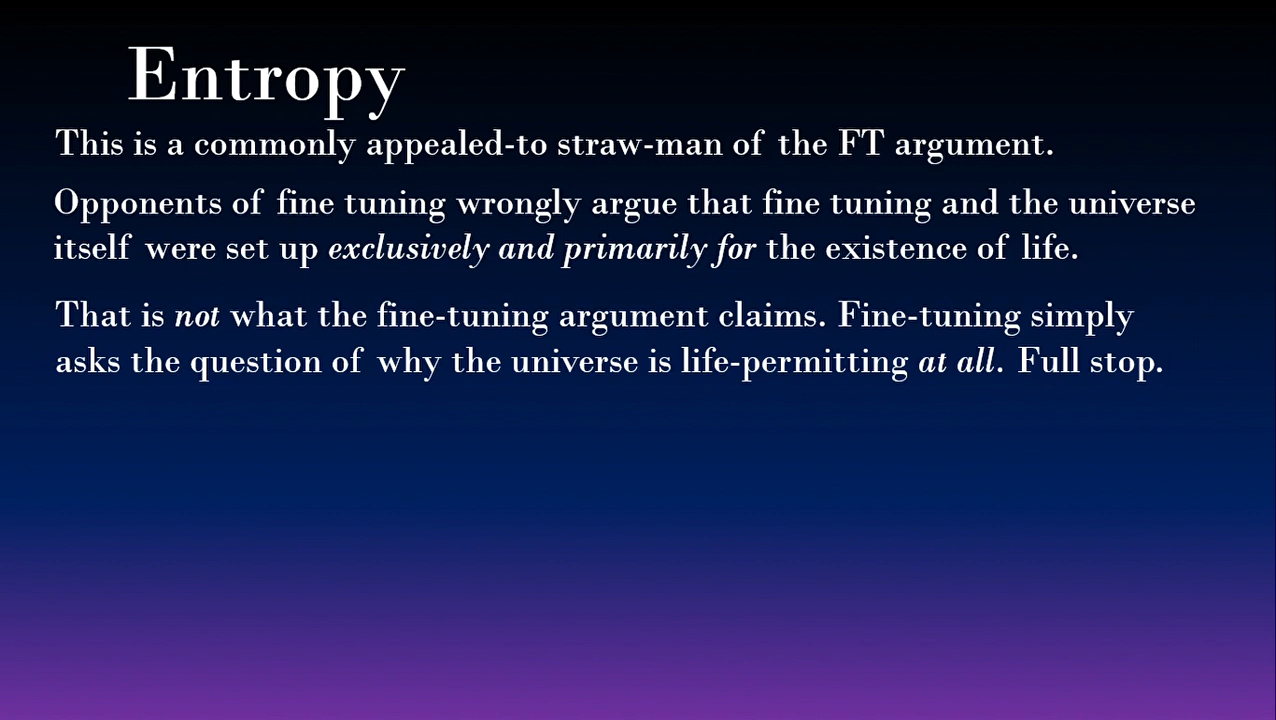 Entropy
This is a commonly appealed-to straw-man of the FT argument.
Opponents of fine tuning wrongly argue that fine tuning and the universe
itself were set up exclusively and primarily for the existence of life.
That is not what the fine-tuning argument claims. Fine-tuning simply
asks the question of why the universe is life-permitting at all. Full stop.